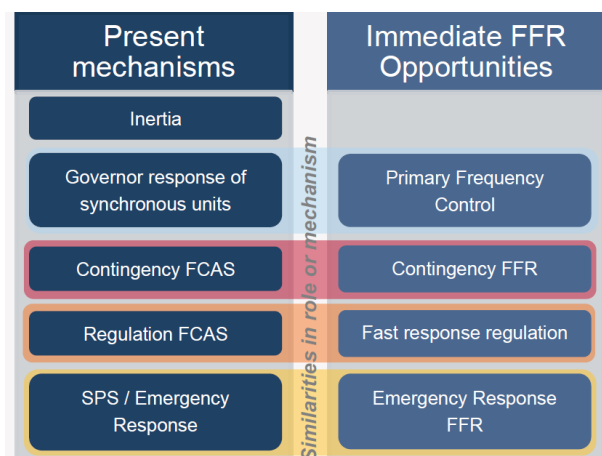 Present
mechanisms
Immediate FFR
Opportunities
Inertia
Governor response of
synchronous units
Primary Frequency
Control
Contingency FCAS
Contingency FFR
Regulation FCAS
Fast response regulation
SPS / Emergency
Response
Emergency Response
FFR
Similarities in role or mechanism